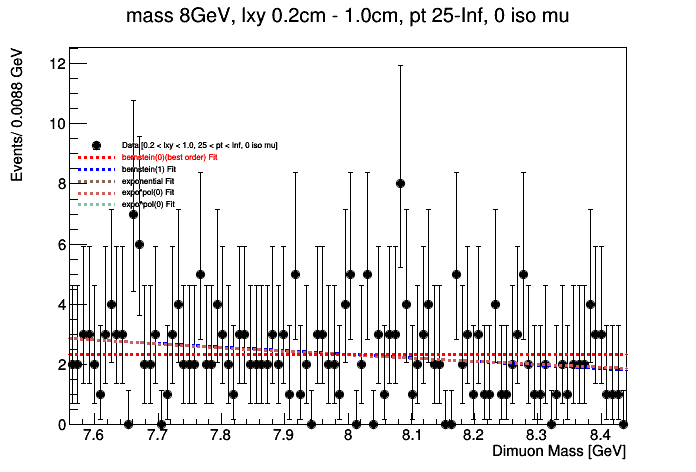 mass 8GeV, lxy 0.2cm - 1.0cm, pt 25-Inf, 0 iso mu
Events/ 0.0088 GeV
12
10
8
6
4
2
0
Data [0.2 < lxy < 1.0, 25 < pt < Inf, 0 iso mu]
bernstein(0)(best order) Fit
bernstein(1) Fit
exponential Fit
expo*pol(0) Fit
expo*pol(0) Fit
7.6 7.7 7.8 7.9 8 8.1 8.2 8.3 8.4
Dimuon Mass [GeV]